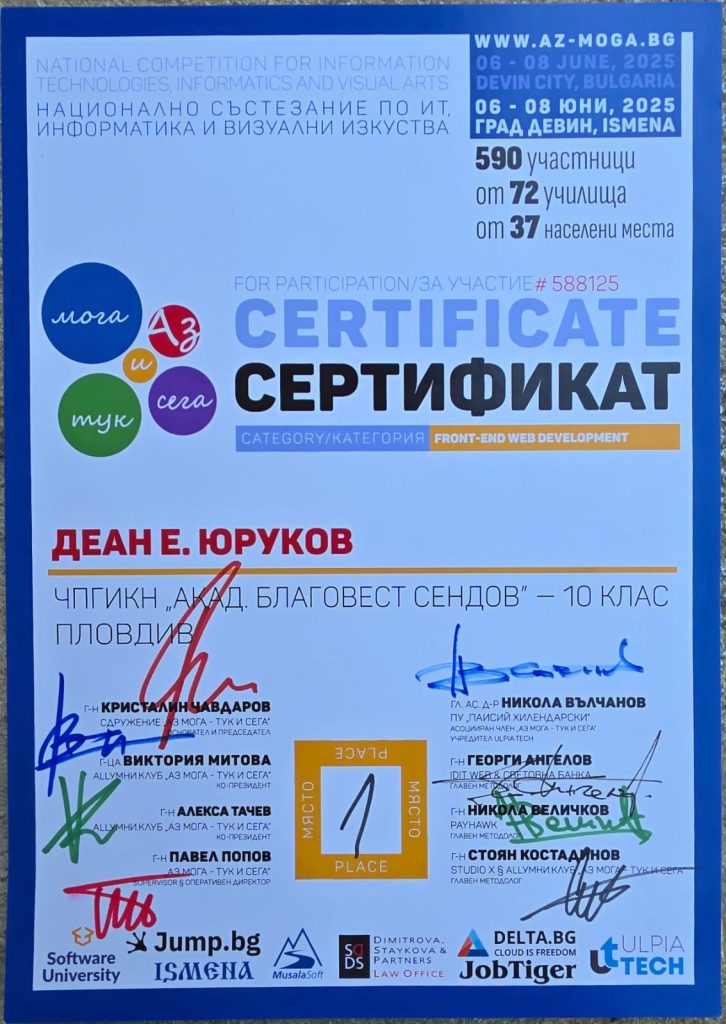 NATIONAL COMPETITION FOR INFORMATION
TECHNOLOGIES, INFORMATICS AND VISUAL ARTS
НАЦИОНАЛНО СЪСТЕЗАНИЕ ПО ИТ,
ИНФОРМАТИКА И ВИЗУАЛНИ ИЗКУСТВА
WWW.AZ-MOGA.BG
06 - 08 JUNE, 2025
DEVIN CITY, BULGARIA
06 - 08 ЮНИ, 2025
ГРАД ДЕВИН, ISMENA
590 участници
от 72 училища
от 37 населени места
мога
Аз
и
тук
сега
FOR PARTICIPATION/ЗА УЧАСТИЕ # 588125
CERTIFICATE
СЕРТИФИКАТ
CATEGORY/КАТЕГОРИЯ FRONT-END WEB DEVELOPMENT
ДЕАН Е. ЮРУКОВ
ЧПГИКН „АКАД. БЛАГОВЕСТ СЕНДОВ” – 10 КЛАС
ПЛОВДИВ
Г-Н КРИСТАЛИН ЧАВДАРОВ
СДРУЖЕНИЕ „АЗ МОГА - ТУК И СЕГА”
ОСНОВАТЕЛ И ПРЕДСЕДАТЕЛ
Г-ЦА ВИКТОРИЯ МИТОВА
ALLУМНИ.КЛУБ „АЗ МОГА - ТУК И СЕГА”
КО-ПРЕЗИДЕНТ
Г-Н АЛЕКСА ТАЧЕВ
ALLУМНИ.КЛУБ „АЗ МОГА - ТУК И СЕГА”
КО-ПРЕЗИДЕНТ
Г-Н ПАВЕЛ ПОПОВ
„АЗ МОГА - ТУК И СЕГА”
SUPERVISOR § ОПЕРАТИВЕН ДИРЕКТОР
PLACE
МЯСТО
1
МЯСТО
PLACE
ГЛ. АС. Д-Р НИКОЛА ВЪЛЧАНОВ
ПУ „ПАИСИЙ ХИЛЕНДАРСКИ”
АСОЦИИРАН ЧЛЕН „АЗ МОГА - ТУК И СЕГА”
УЧРЕДИТЕЛ ULPIA.TECH
Г-Н ГЕОРГИ АНГЕЛОВ
IDIT WEB & СВЕТОВНА БАНКА
ГЛАВЕН МЕТОДОЛОГ
Г-Н НИКОЛА ВЕЛИЧКОВ
PAYHAWK
ГЛАВЕН МЕТОДОЛОГ
Г-Н СТОЯН КОСТАДИНОВ
STUDIO X § ALLУМНИ.КЛУБ „АЗ МОГА - ТУК И СЕГА”
ГЛАВЕН МЕТОДОЛОГ
Software
University
Jump.bg
ISMENA
MusalaSoft
SDDS
DIMITROVA,
STAYKOVA &
PARTNERS
LAW OFFICE
DELTA.BG
CLOUD IS FREEDOM
JobTiger
ULPIA
TECH